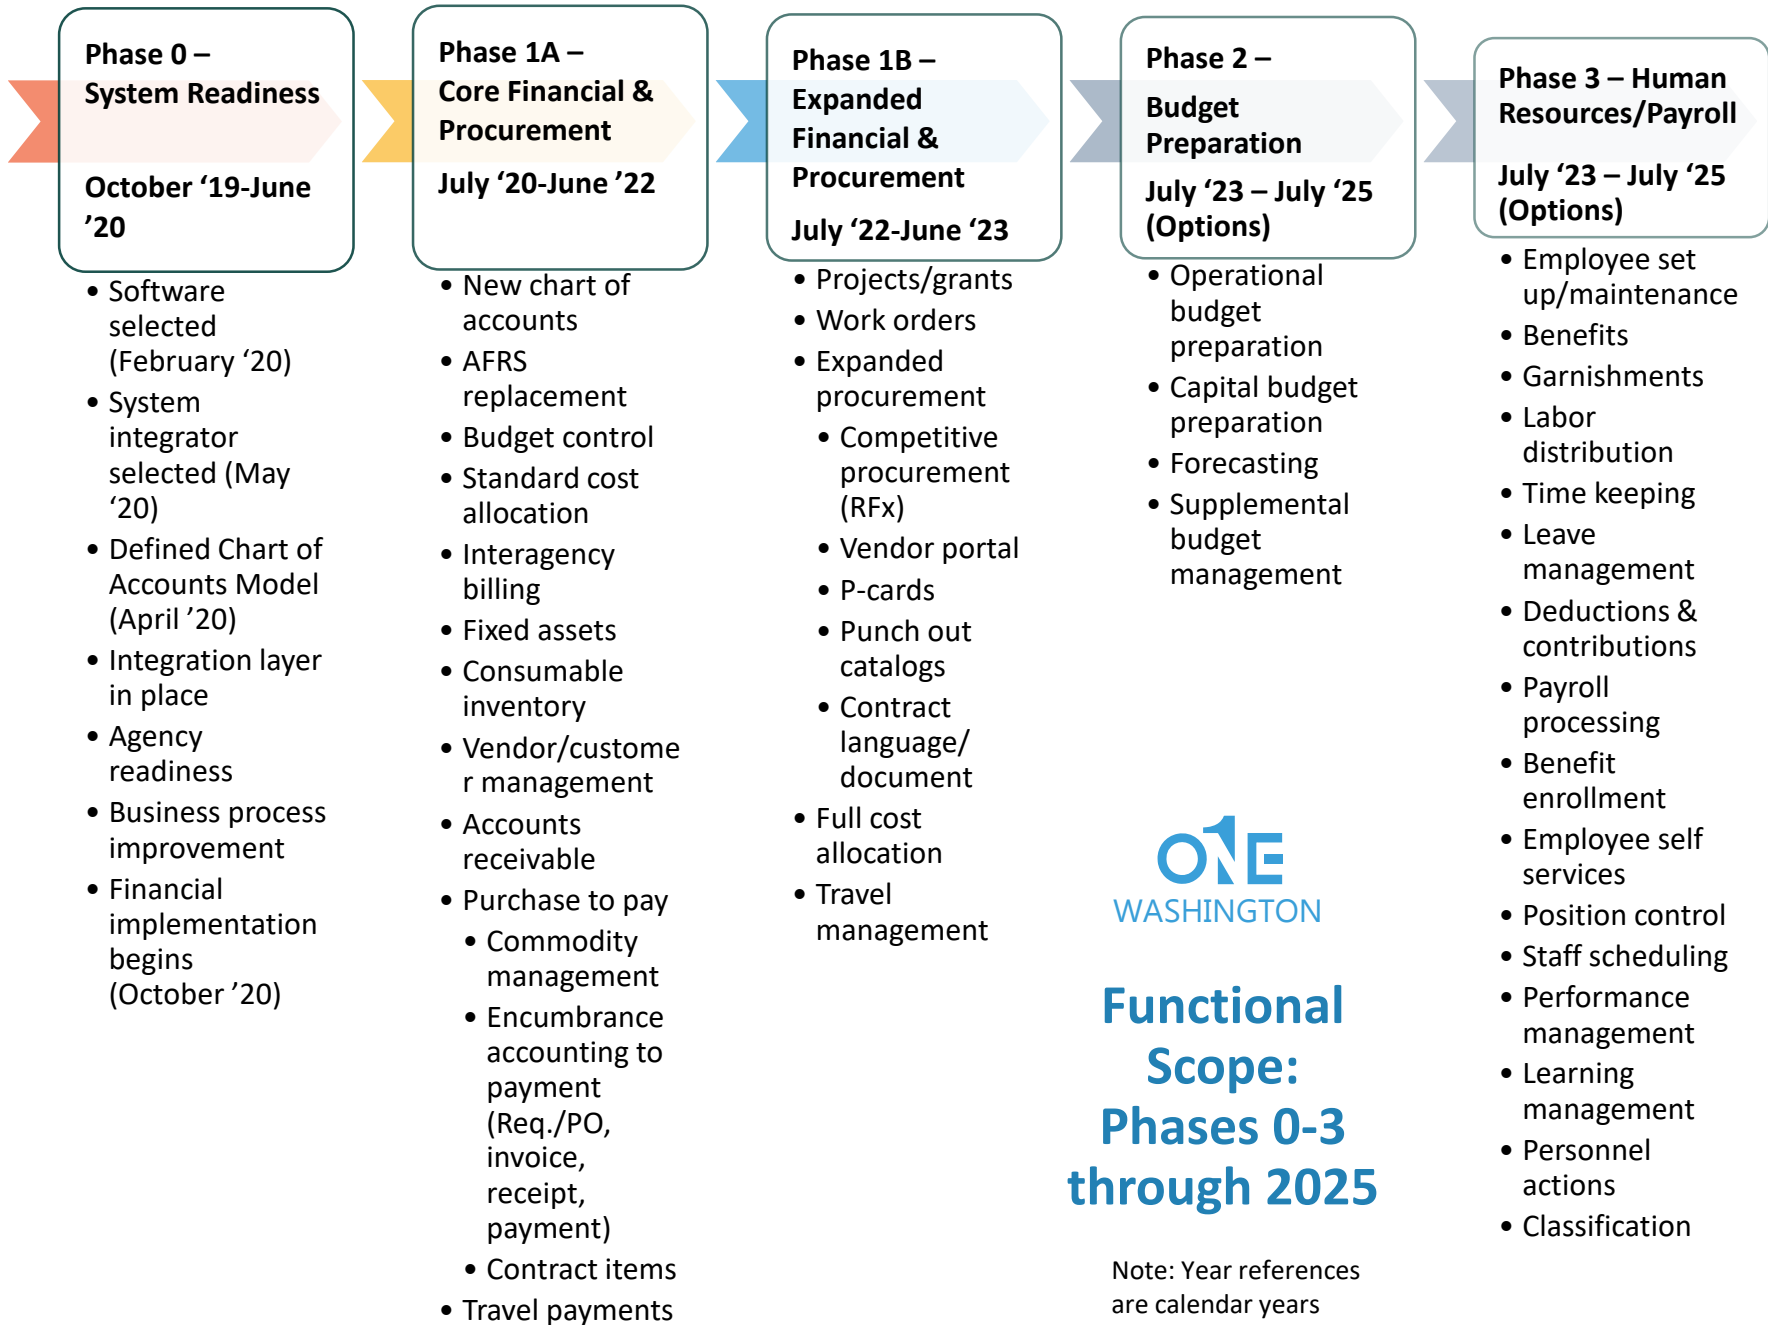 Phase 0 –
System Readiness
October ‘19-June
’20
• Software
selected
(February ‘20)
• System
integrator
selected (May
‘20)
• Defined Chart of
Accounts Model
(April ’20)
• Integration layer
in place
• Agency
readiness
• Business process
improvement
• Financial
implementation
begins
(October ’20)
Phase 1A –
Core Financial &
Procurement
July ‘20-June ’22
• New chart of
accounts
• AFRS
replacement
• Budget control
• Standard cost
allocation
• Interagency
billing
• Fixed assets
• Consumable
inventory
• Vendor/custome
r management
• Accounts
receivable
• Purchase to pay
• Commodity
management
• Encumbrance
accounting to
payment
(Req./PO,
invoice,
receipt,
payment)
• Contract items
• Travel payments
Phase 1B –
Expanded
Financial &
Procurement
July ‘22-June ‘23
• Projects/grants
• Work orders
• Expanded
procurement
• Competitive
procurement
(RFx)
• Vendor portal
• P-cards
• Punch out
catalogs
• Contract
language/
document
• Full cost
allocation
• Travel
management
Phase 2 –
Budget
Preparation
July ‘23 – July ‘25
(Options)
• Operational
budget
preparation
• Capital budget
preparation
• Forecasting
• Supplemental
budget
management
ONE
WASHINGTON
Functional
Scope:
Phases 0-3
through 2025
Note: Year references
are calendar years
Phase 3 – Human
Resources/Payroll
July ‘23 – July ‘25
(Options)
• Employee set
up/maintenance
• Benefits
• Garnishments
• Labor
distribution
• Time keeping
• Leave
management
• Deductions &
contributions
• Payroll
processing
• Benefit
enrollment
• Employee self
services
• Position control
• Staff scheduling
• Performance
management
• Learning
management
• Personnel
actions
• Classification